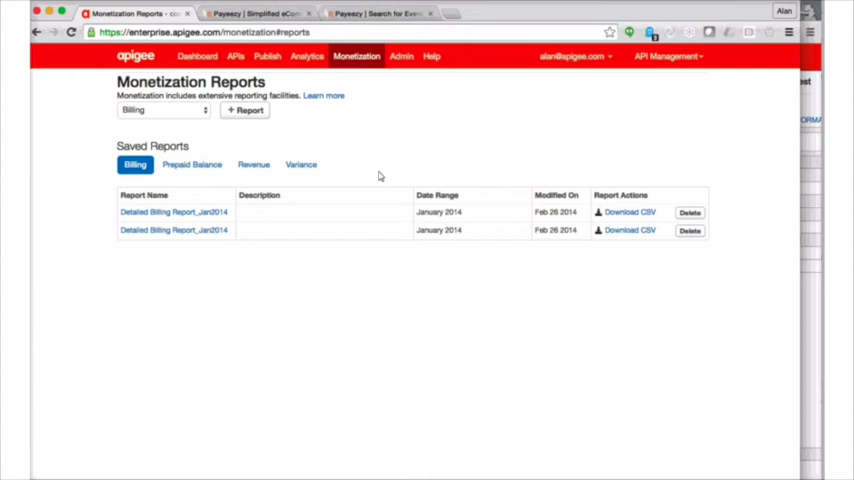 Monetization Reports - co
Payeezy | Simplified eCom
Payeezy | Search for Even
Alan
https://enterprise.apigee.com/monetization#reports
apigee
Dashboard
APIs
Publish
Analytics
Monetization
Admin
Help
alan@apigee.com
API Management
Monetization Reports
Monetization includes extensive reporting facilities. Learn more
Billing
+ Report
Saved Reports
Billing
Prepaid Balance
Revenue
Variance
Report Name
Description
Date Range
Modified On
Report Actions
Detailed Billing Report_Jan2014
January 2014
Feb 26 2014
Download CSV
Delete
Detailed Billing Report_Jan2014
January 2014
Feb 26 2014
Download CSV
Delete
est
ORMA